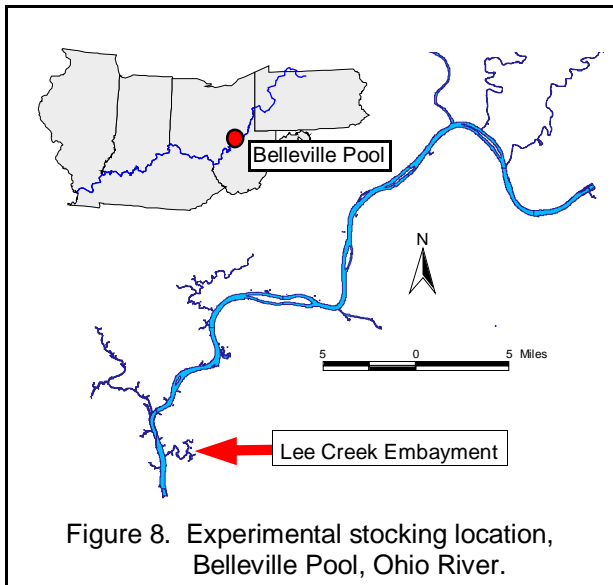 Belleville Pool
N
5 0 5 Miles
Lee Creek Embayment
Figure 8. Experimental stocking location,
Belleville Pool, Ohio River.